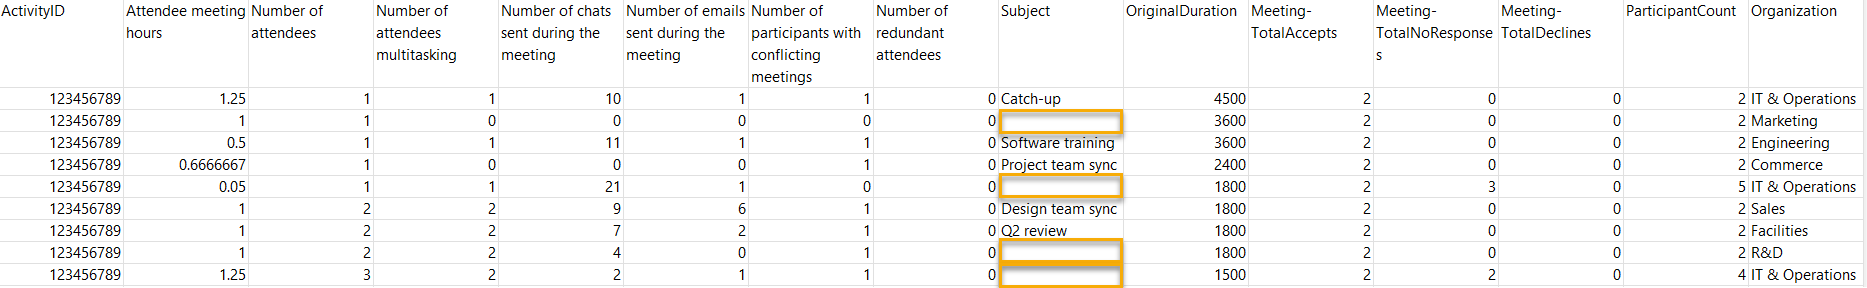 ActivityID Attendee meeting hours Number of attendees Number of attendees multitasking Number of chats sent during the meeting Number of emails sent during the meeting Number of participants with conflicting meetings Number of redundant attendees Subject OriginalDuration Meeting-TotalAccepts Meeting-TotalNoResponses Meeting-TotalDeclines ParticipantCount Organization
123456789 1.25 1 1 10 1 1 0 Catch-up 4500 2 0 0 2 IT & Operations
123456789 1 1 0 0 0 0 0 3600 2 0 0 2 Marketing
123456789 0.5 1 1 11 1 1 0 Software training 3600 2 0 0 2 Engineering
123456789 0.6666667 1 0 0 0 1 0 Project team sync 2400 2 0 0 2 Commerce
123456789 0.05 1 1 21 1 0 0 1800 2 3 0 5 IT & Operations
123456789 1 2 2 9 6 1 0 Design team sync 1800 2 0 0 2 Sales
123456789 1 2 2 7 2 1 0 Q2 review 1800 2 0 0 2 Facilities
123456789 1 2 2 4 0 1 0 1800 2 0 0 2 R&D
123456789 1.25 3 2 2 1 1 0 1500 2 2 0 4 IT & Operations